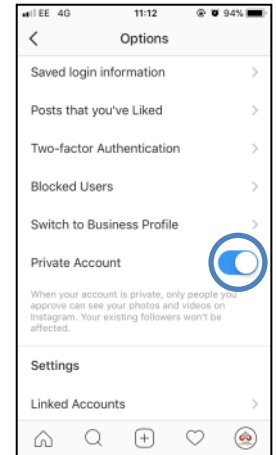 EE 4G 11:12 94%
Options
Saved login information
Posts that you've Liked
Two-factor Authentication
Blocked Users
Switch to Business Profile
Private Account
When your account is private, only people you
approve can see your photos and videos on
Instagram. Your existing followers won't be
affected.
Settings
Linked Accounts